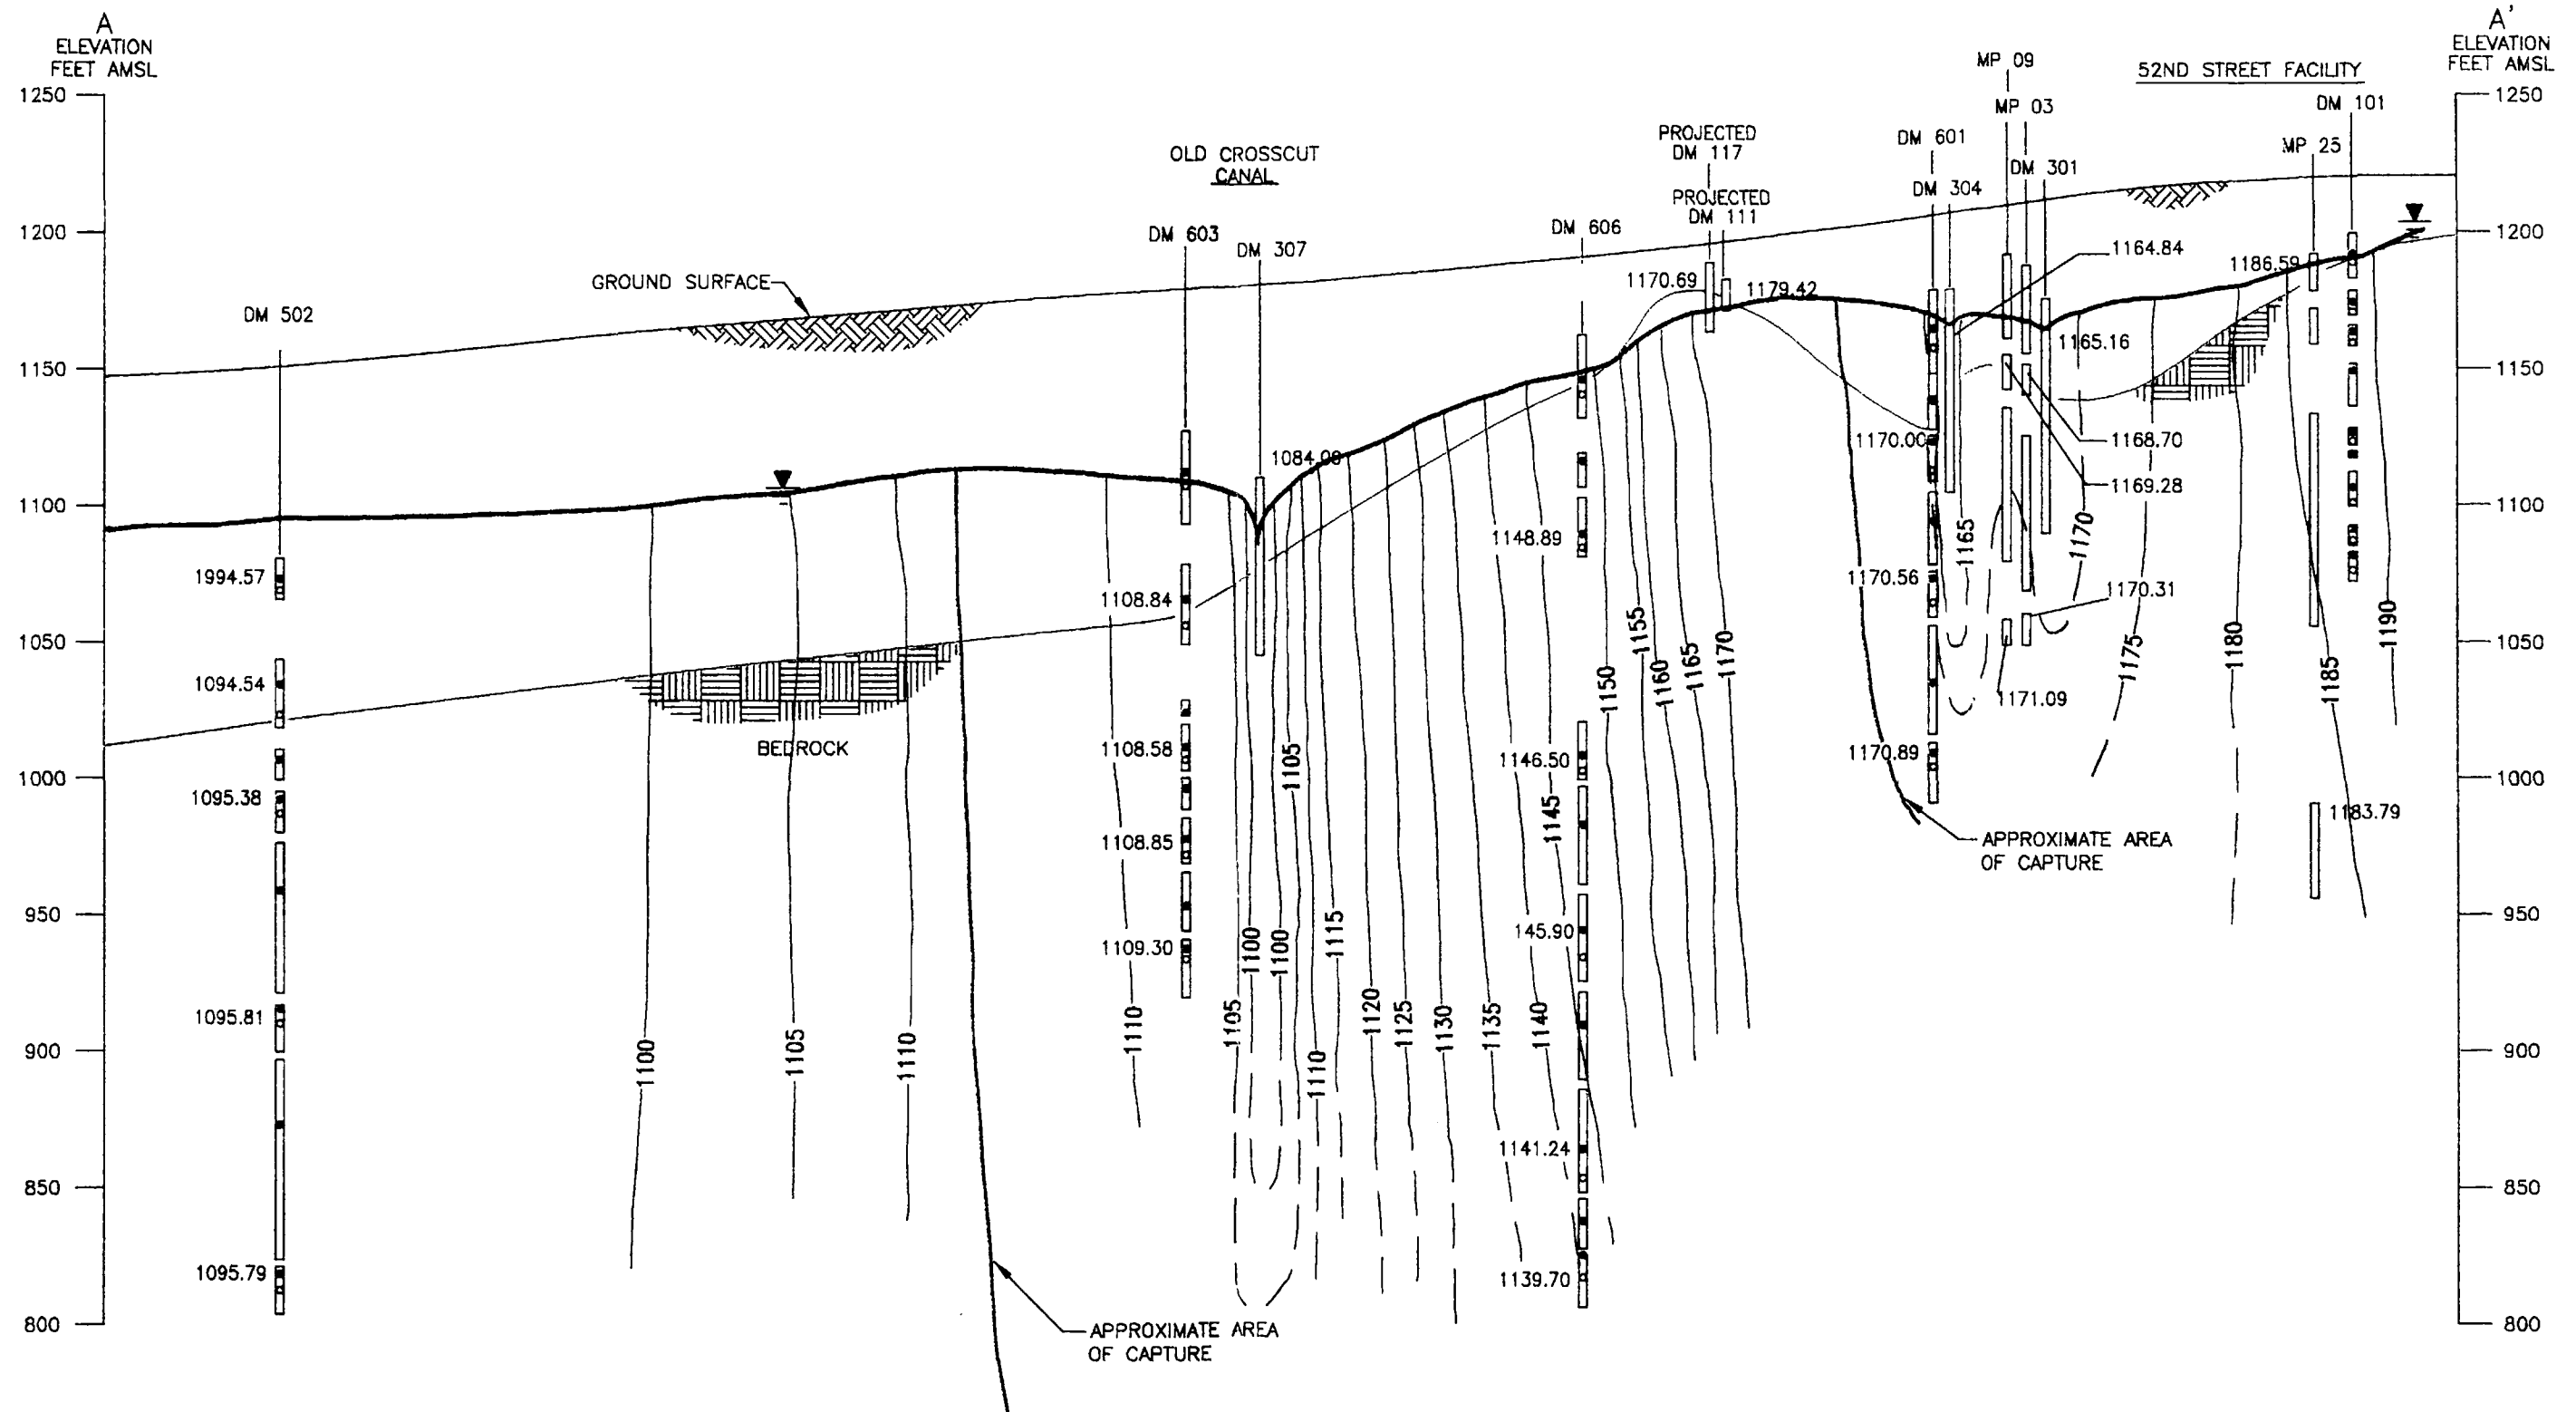 A
ELEVATION
FEET AMSL
A'
ELEVATION
FEET AMSL
52ND STREET FACILITY
MP 09
MP 03
DM 101
MP 25
1250
1250
PROJECTED
DM 117
PROJECTED
DM 111
DM 601
DM 301
DM 304
OLD CROSSCUT
CANAL
DM 603
DM 307
DM 606
1200
1200
1164.84
1186.59
1170.69
1179.42
GROUND SURFACE
DM 502
1165.16
1150
1150
1084.08
1170.00
1168.70
1169.28
1100
1100
1148.89
1165
1170
1994.57
1108.84
1170.56
1170.31
1050
1050
1094.54
1150
1155
1160
1165
1170
1171.09
1175
1180
1185
1190
BEDROCK
1108.58
1105
1146.50
1170.89
1000
1000
1095.38
1108.85
1145
1183.79
APPROXIMATE AREA
OF CAPTURE
950
950
1109.30
1100
1100
1115
145.90
1095.81
1110
1105
1120
1125
1130
1135
1140
900
900
1100
1105
1110
1110
1141.24
850
850
1095.79
1139.70
800
800
APPROXIMATE AREA
OF CAPTURE